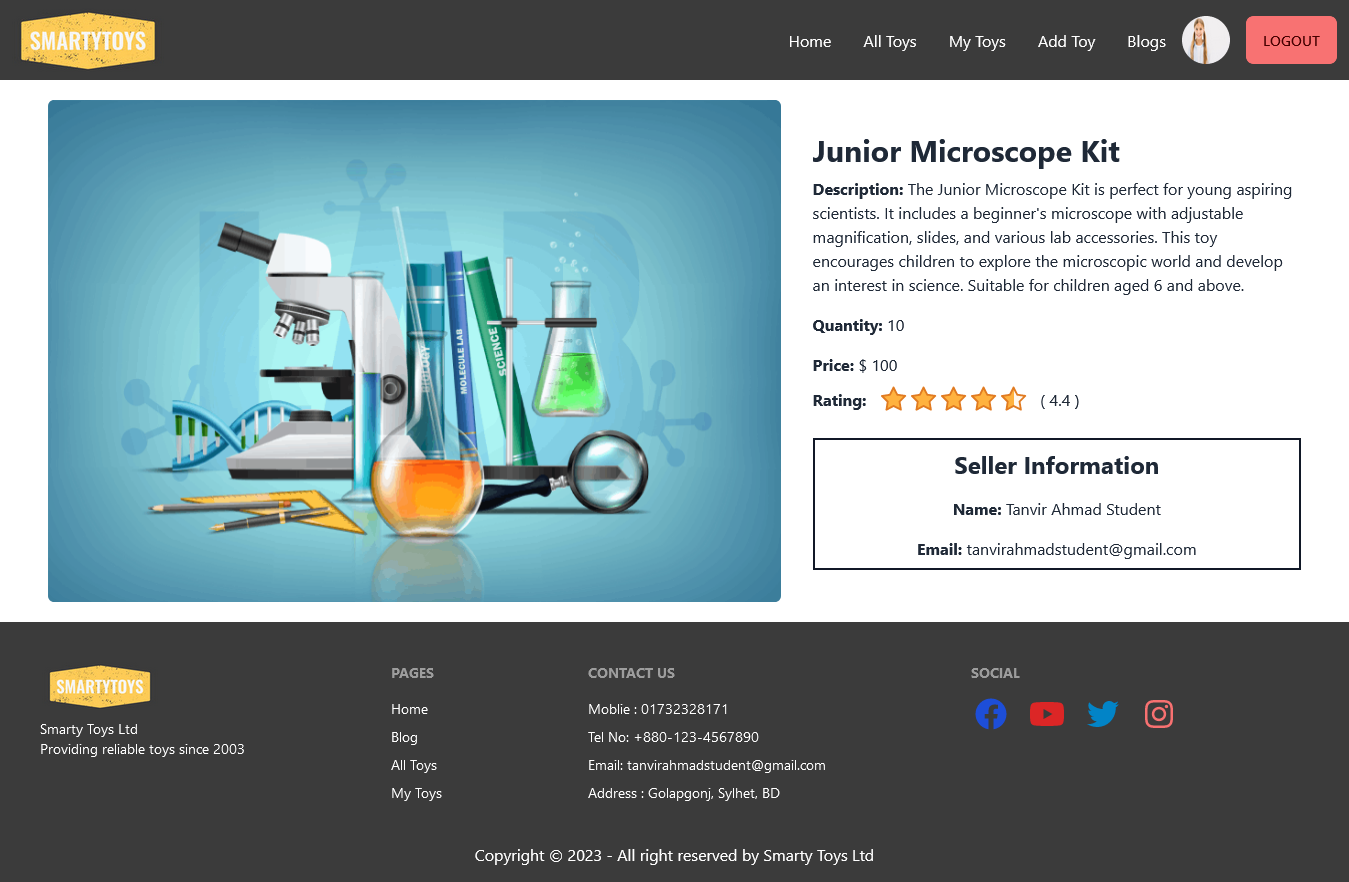 SMARTYTOYS
Home
All Toys
My Toys
Add Toy
Blogs
LOGOUT
LAB
BIOLOGY
MOLECULE LAB
SCIENCE
Junior Microscope Kit
Description: The Junior Microscope Kit is perfect for young aspiring
scientists. It includes a beginner's microscope with adjustable
magnification, slides, and various lab accessories. This toy
encourages children to explore the microscopic world and develop
an interest in science. Suitable for children aged 6 and above.
Quantity: 10
Price: $ 100
Rating: ( 4.4 )
Seller Information
Name: Tanvir Ahmad Student
Email: tanvirahmadstudent@gmail.com
SMARTYTOYS
Smarty Toys Ltd
Providing reliable toys since 2003
PAGES
Home
Blog
All Toys
My Toys
CONTACT US
Moblie : 01732328171
Tel No: +880-123-4567890
Email: tanvirahmadstudent@gmail.com
Address : Golapgonj, Sylhet, BD
SOCIAL
Copyright © 2023 - All right reserved by Smarty Toys Ltd